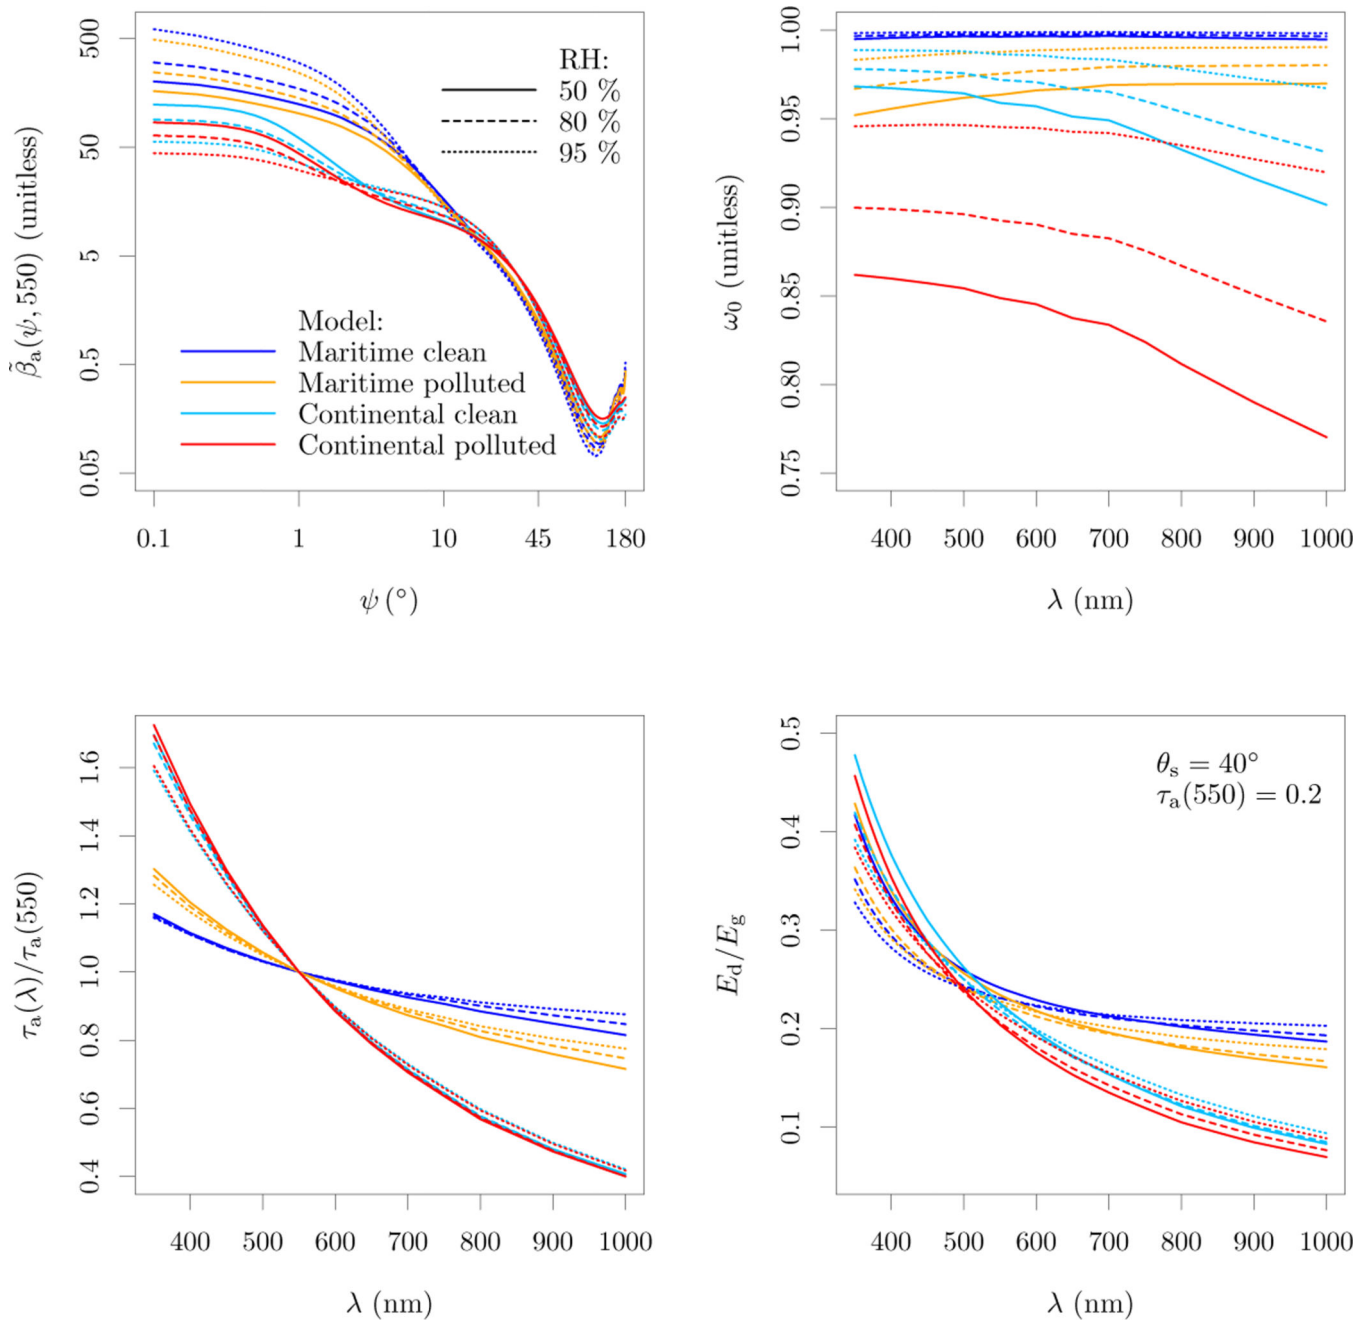 500
50
5
0.5
0.05
β̃a(ψ, 550) (unitless)
RH:
50 %
80 %
95 %
Model:
Maritime clean
Maritime polluted
Continental clean
Continental polluted
0.1 1 10 45 180
ψ (°)
1.00
0.95
0.90
0.85
0.80
0.75
ω0 (unitless)
400 500 600 700 800 900 1000
λ (nm)
1.6
1.4
1.2
1.0
0.8
0.6
0.4
τa(λ)/τa(550)
400 500 600 700 800 900 1000
λ (nm)
0.5
0.4
0.3
0.2
0.1
Ed/Eg
θs = 40°
τa(550) = 0.2
400 500 600 700 800 900 1000
λ (nm)